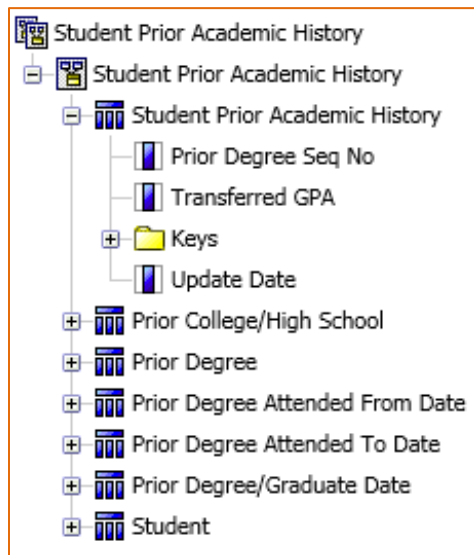 Student Prior Academic History
Student Prior Academic History
Student Prior Academic History
Prior Degree Seq No
Transferred GPA
Keys
Update Date
Prior College/High School
Prior Degree
Prior Degree Attended From Date
Prior Degree Attended To Date
Prior Degree/Graduate Date
Student